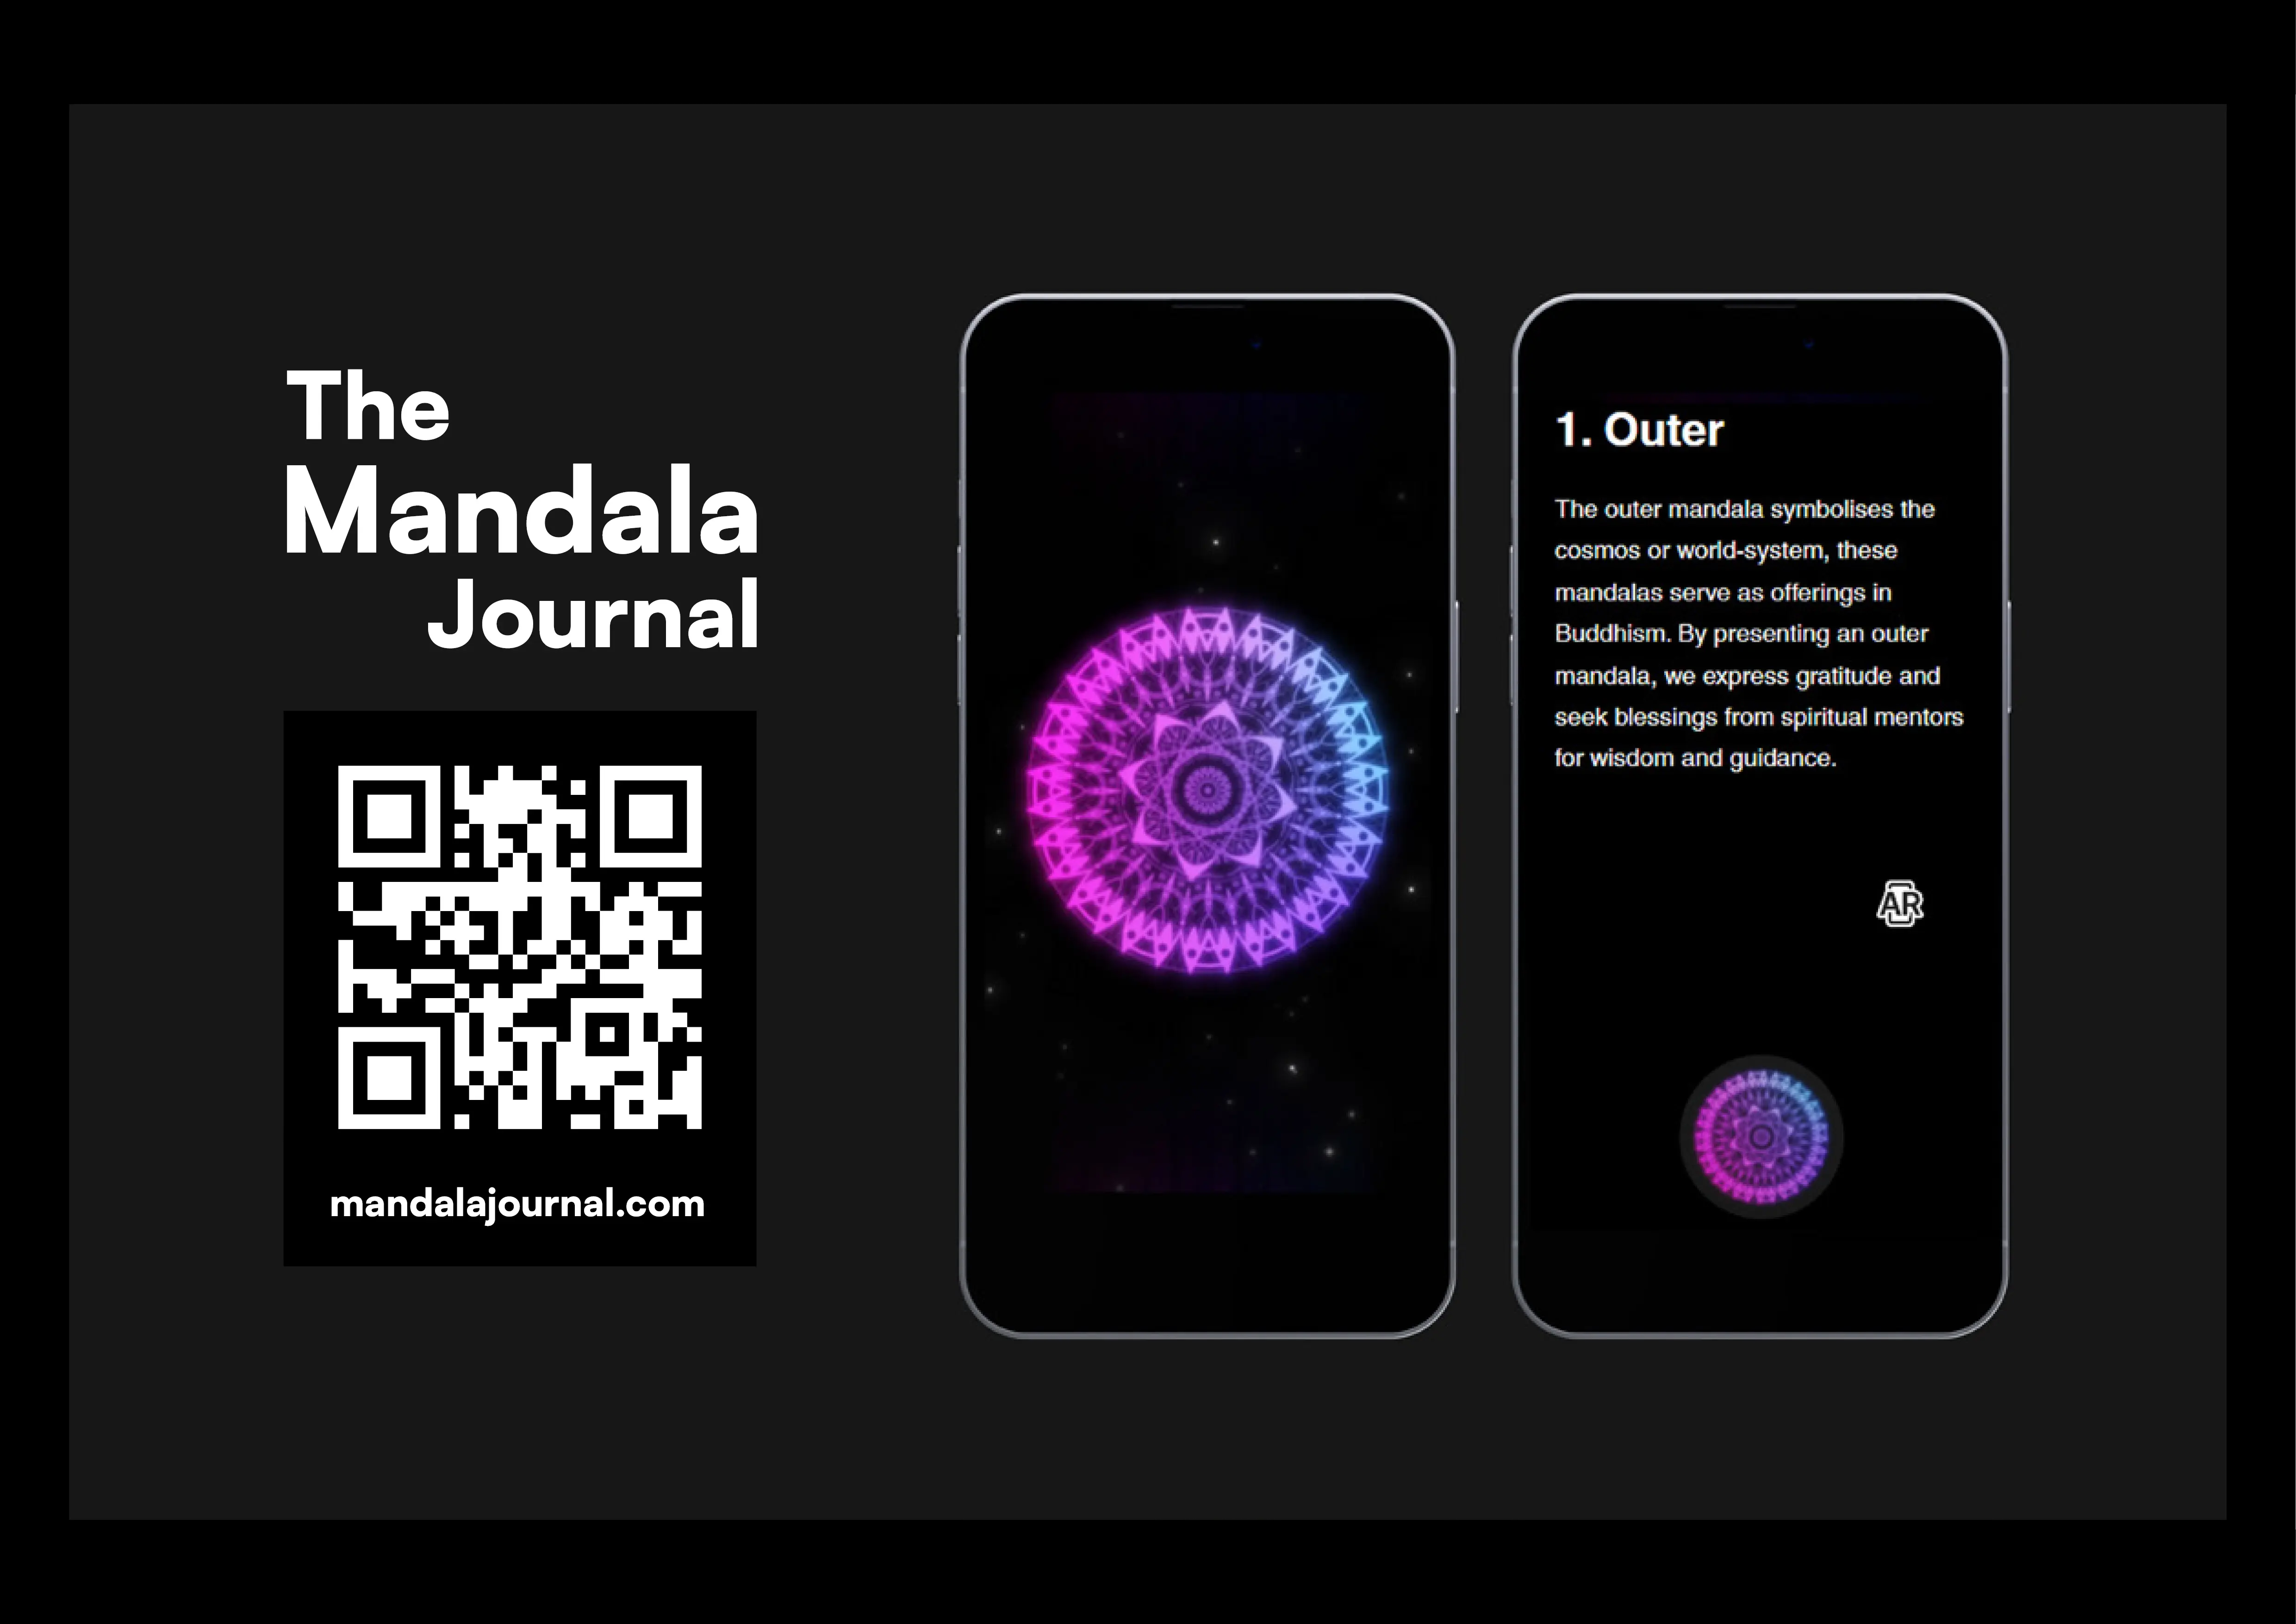 The
Mandala
Journal
mandalajournal.com
1. Outer
The outer mandala symbolises the
cosmos or world-system, these
mandalas serve as offerings in
Buddhism. By presenting an outer
mandala, we express gratitude and
seek blessings from spiritual mentors
for wisdom and guidance.
AR